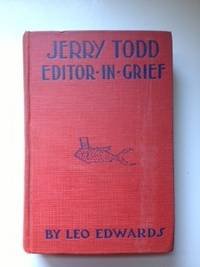 JERRY TODD
EDITOR-IN-GRIEF
BY LEO EDWARDS